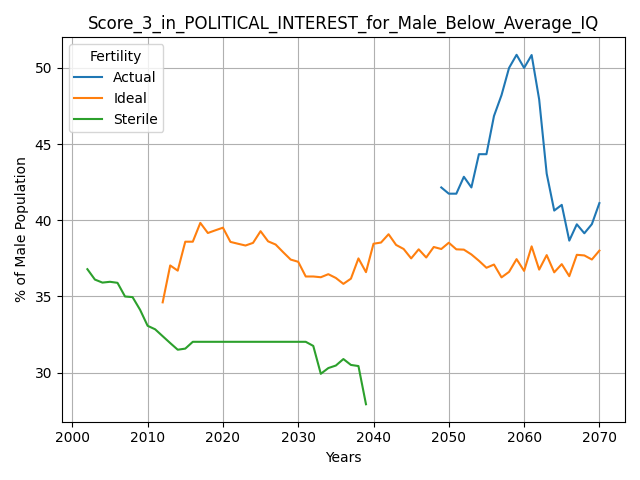 Score_3_in_POLITICAL_INTEREST_for_Male_Below_Average_IQ
Fertility
Actual
Ideal
Sterile
% of Male Population
50
45
40
35
30
2000 2010 2020 2030 2040 2050 2060 2070
Years